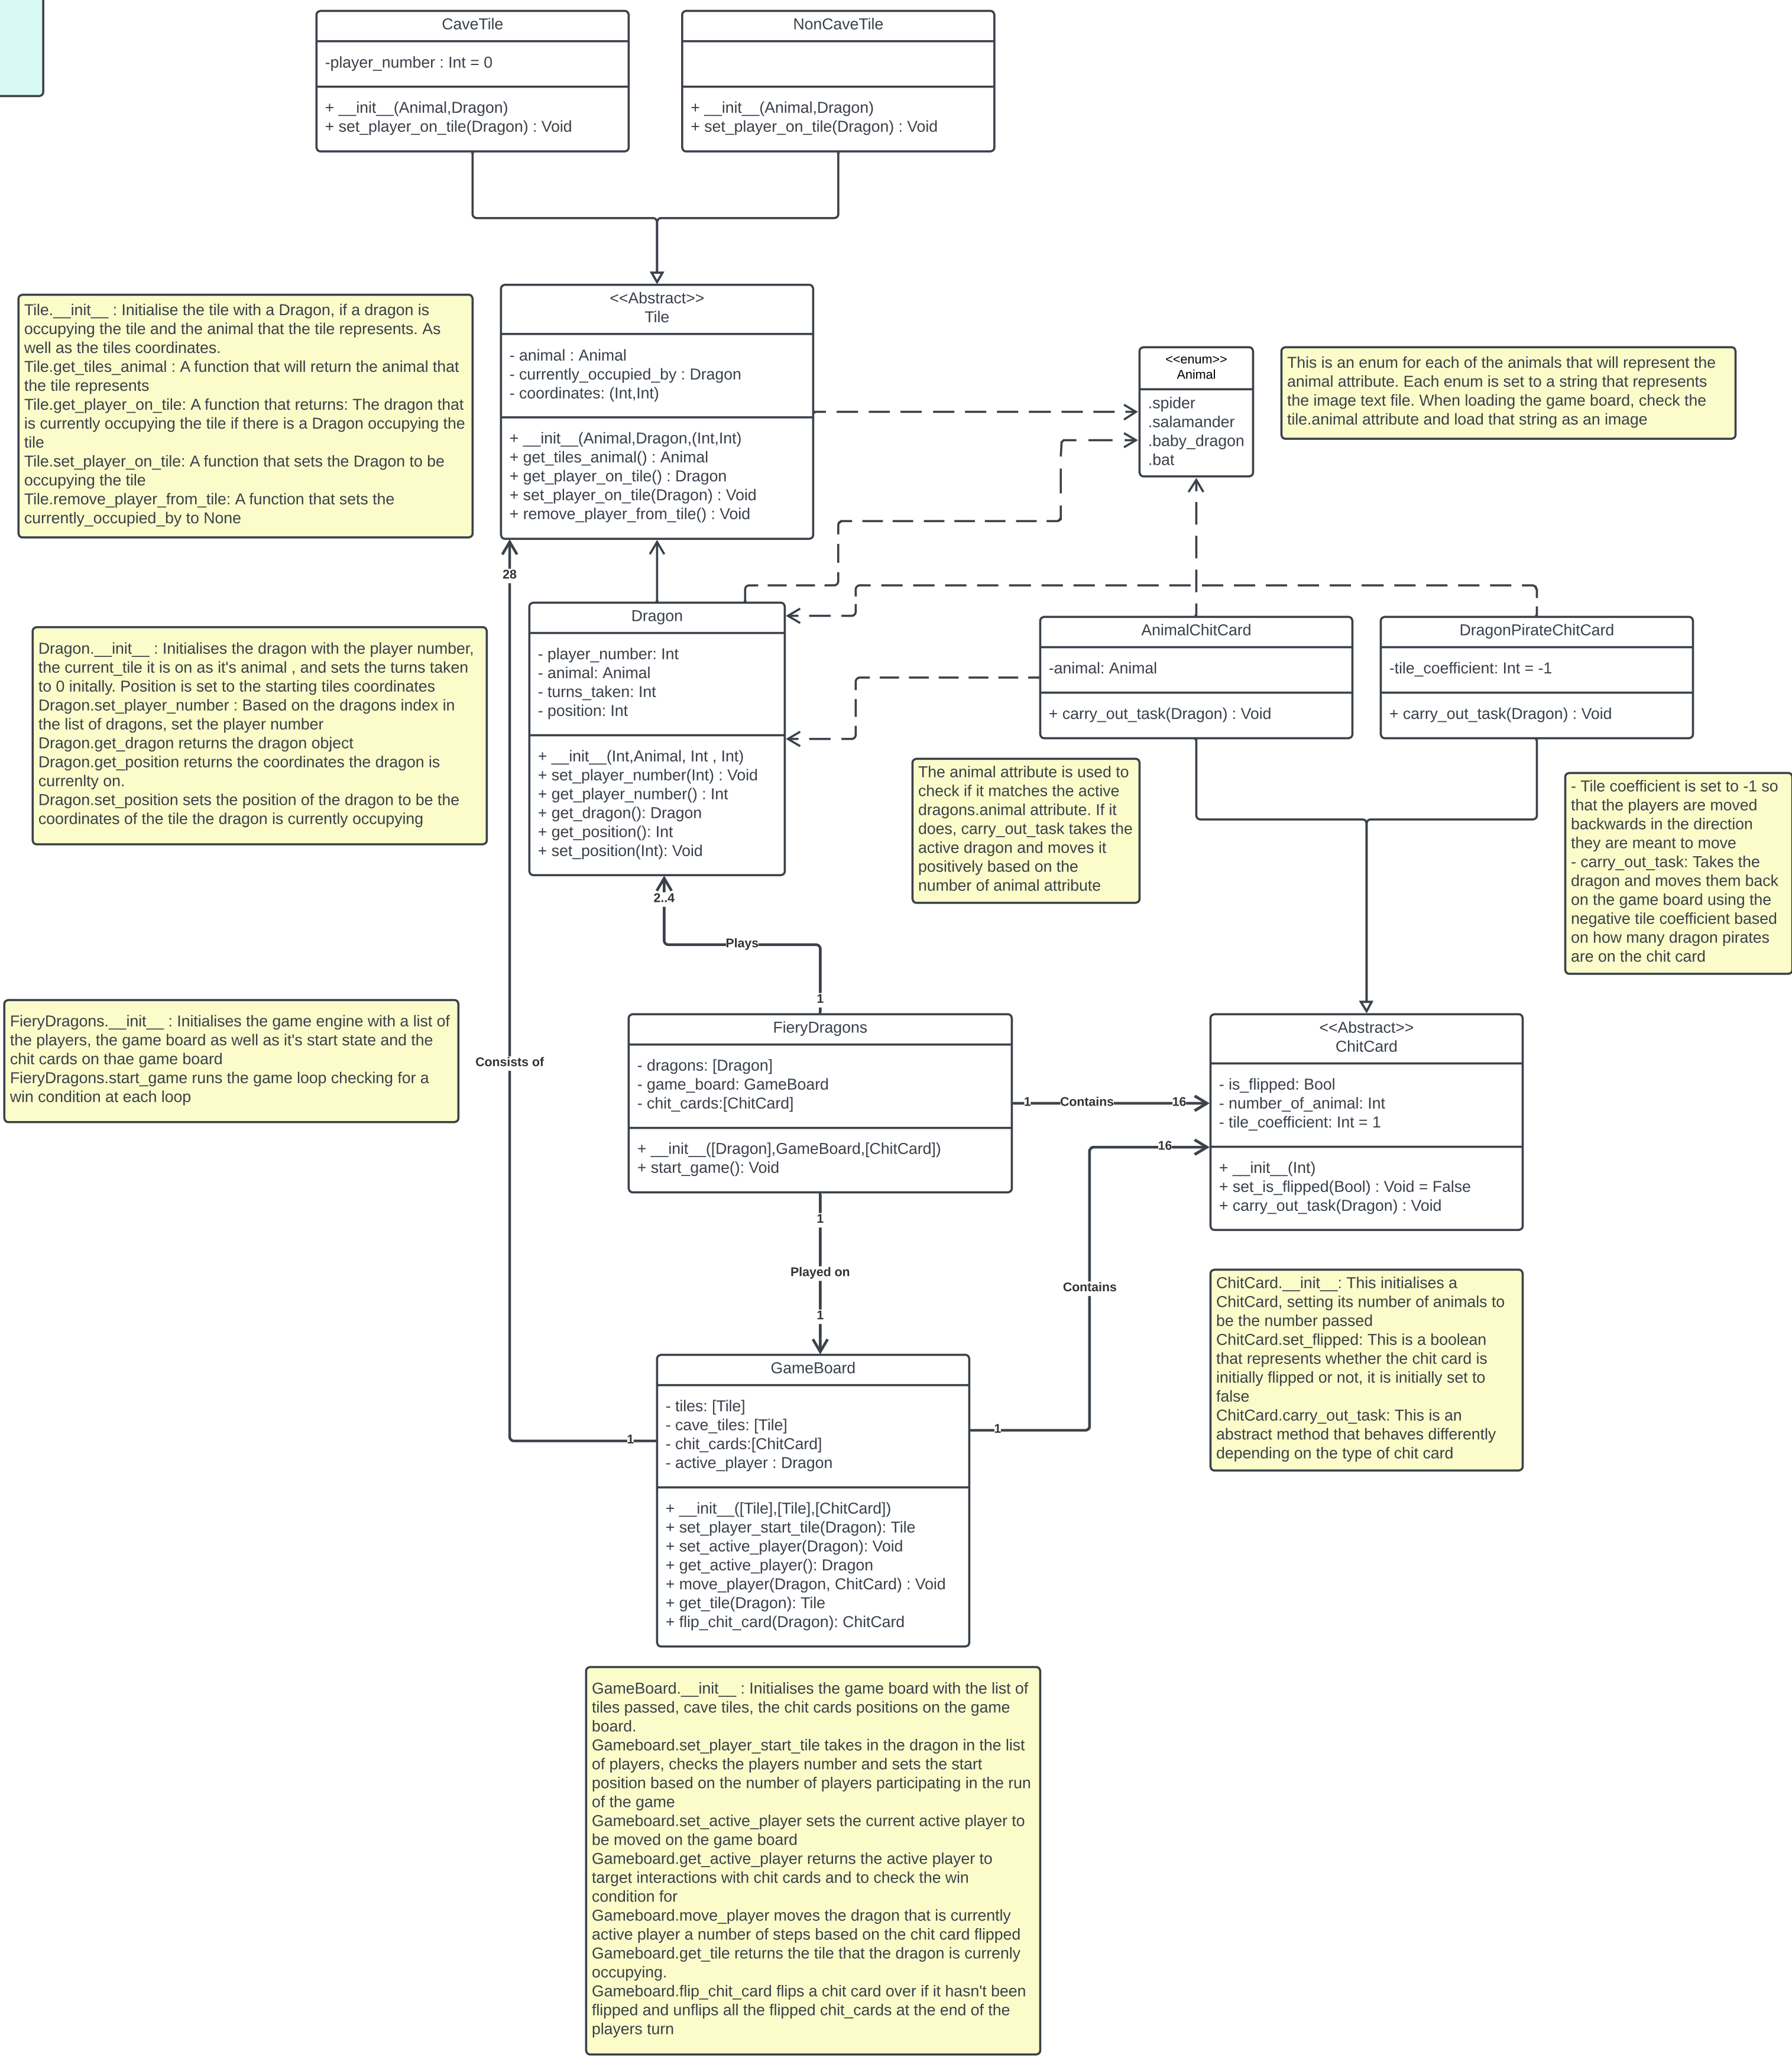 CaveTile
-player_number : Int = 0
+ __init__(Animal,Dragon)
+ set_player_on_tile(Dragon) : Void
NonCaveTile
+ __init__(Animal,Dragon)
+ set_player_on_tile(Dragon) : Void
Tile.__init__ : Initialise the tile with a Dragon, if a dragon is
occupying the tile and the animal that the tile represents. As
well as the tiles coordinates.
Tile.get_tiles_animal : A function that will return the animal that
the tile represents
Tile.get_player_on_tile: A function that returns: The dragon that
is currently occupying the tile if there is a Dragon occupying the
tile
Tile.set_player_on_tile: A function that sets the Dragon to be
occupying the tile
Tile.remove_player_from_tile: A function that sets the
currently_occupied_by to None
<<Abstract>>
Tile
- animal : Animal
- currently_occupied_by : Dragon
- coordinates: (Int,Int)
+ __init__(Animal,Dragon,(Int,Int)
+ get_tiles_animal() : Animal
+ get_player_on_tile() : Dragon
+ set_player_on_tile(Dragon) : Void
+ remove_player_from_tile() : Void
<<enum>>
Animal
.spider
.salamander
.baby_dragon
.bat
This is an enum for each of the animals that will represent the
animal attribute. Each enum is set to a string that represents
the image text file. When loading the game board, check the
tile.animal attribute and load that string as an image
28
Dragon.__init__ : Initialises the dragon with the player number,
the current_tile it is on as it's animal , and sets the turns taken
to 0 initally. Position is set to the starting tiles coordinates
Dragon.set_player_number : Based on the dragons index in
the list of dragons, set the player number
Dragon.get_dragon returns the dragon object
Dragon.get_position returns the coordinates the dragon is
currenlty on.
Dragon.set_position sets the position of the dragon to be the
coordinates of the tile the dragon is currently occupying
Dragon
- player_number: Int
- animal: Animal
- turns_taken: Int
- position: Int
+ __init__(Int,Animal, Int , Int)
+ set_player_number(Int) : Void
+ get_player_number() : Int
+ get_dragon(): Dragon
+ get_position(): Int
+ set_position(Int): Void
AnimalChitCard
-animal: Animal
+ carry_out_task(Dragon) : Void
DragonPirateChitCard
-tile_coefficient: Int = -1
+ carry_out_task(Dragon) : Void
The animal attribute is used to
check if it matches the active
dragons.animal attribute. If it
does, carry_out_task takes the
active dragon and moves it
positively based on the
number of animal attribute
- Tile coefficient is set to -1 so
that the players are moved
backwards in the direction
they are meant to move
- carry_out_task: Takes the
dragon and moves them back
on the game board using the
negative tile coefficient based
on how many dragon pirates
are on the chit card
2..4
Plays
1
FieryDragons.__init__ : Initialises the game engine with a list of
the players, the game board as well as it's start state and the
chit cards on thae game board
FieryDragons.start_game runs the game loop checking for a
win condition at each loop
Consists of
FieryDragons
- dragons: [Dragon]
- game_board: GameBoard
- chit_cards:[ChitCard]
+ __init__([Dragon],GameBoard,[ChitCard])
+ start_game(): Void
1 Contains 16
<<Abstract>>
ChitCard
- is_flipped: Bool
- number_of_animal: Int
- tile_coefficient: Int = 1
+ __init__(Int)
+ set_is_flipped(Bool) : Void = False
+ carry_out_task(Dragon) : Void
16
1
Played on
1
Contains
ChitCard.__init__: This initialises a
ChitCard, setting its number of animals to
be the number passed
ChitCard.set_flipped: This is a boolean
that represents whether the chit card is
initially flipped or not, it is initially set to
false
ChitCard.carry_out_task: This is an
abstract method that behaves differently
depending on the type of chit card
1
GameBoard
- tiles: [Tile]
- cave_tiles: [Tile]
- chit_cards:[ChitCard]
- active_player : Dragon
+ __init__([Tile],[Tile],[ChitCard])
+ set_player_start_tile(Dragon): Tile
+ set_active_player(Dragon): Void
+ get_active_player(): Dragon
+ move_player(Dragon, ChitCard) : Void
+ get_tile(Dragon): Tile
+ flip_chit_card(Dragon): ChitCard
1
GameBoard.__init__ : Initialises the game board with the list of
tiles passed, cave tiles, the chit cards positions on the game
board.
Gameboard.set_player_start_tile takes in the dragon in the list
of players, checks the players number and sets the start
position based on the number of players participating in the run
of the game
Gameboard.set_active_player sets the current active player to
be moved on the game board
Gameboard.get_active_player returns the active player to
target interactions with chit cards and to check the win
condition for
Gameboard.move_player moves the dragon that is currently
active player a number of steps based on the chit card flipped
Gameboard.get_tile returns the tile that the dragon is currenly
occupying.
Gameboard.flip_chit_card flips a chit card over if it hasn't been
flipped and unflips all the flipped chit_cards at the end of the
players turn